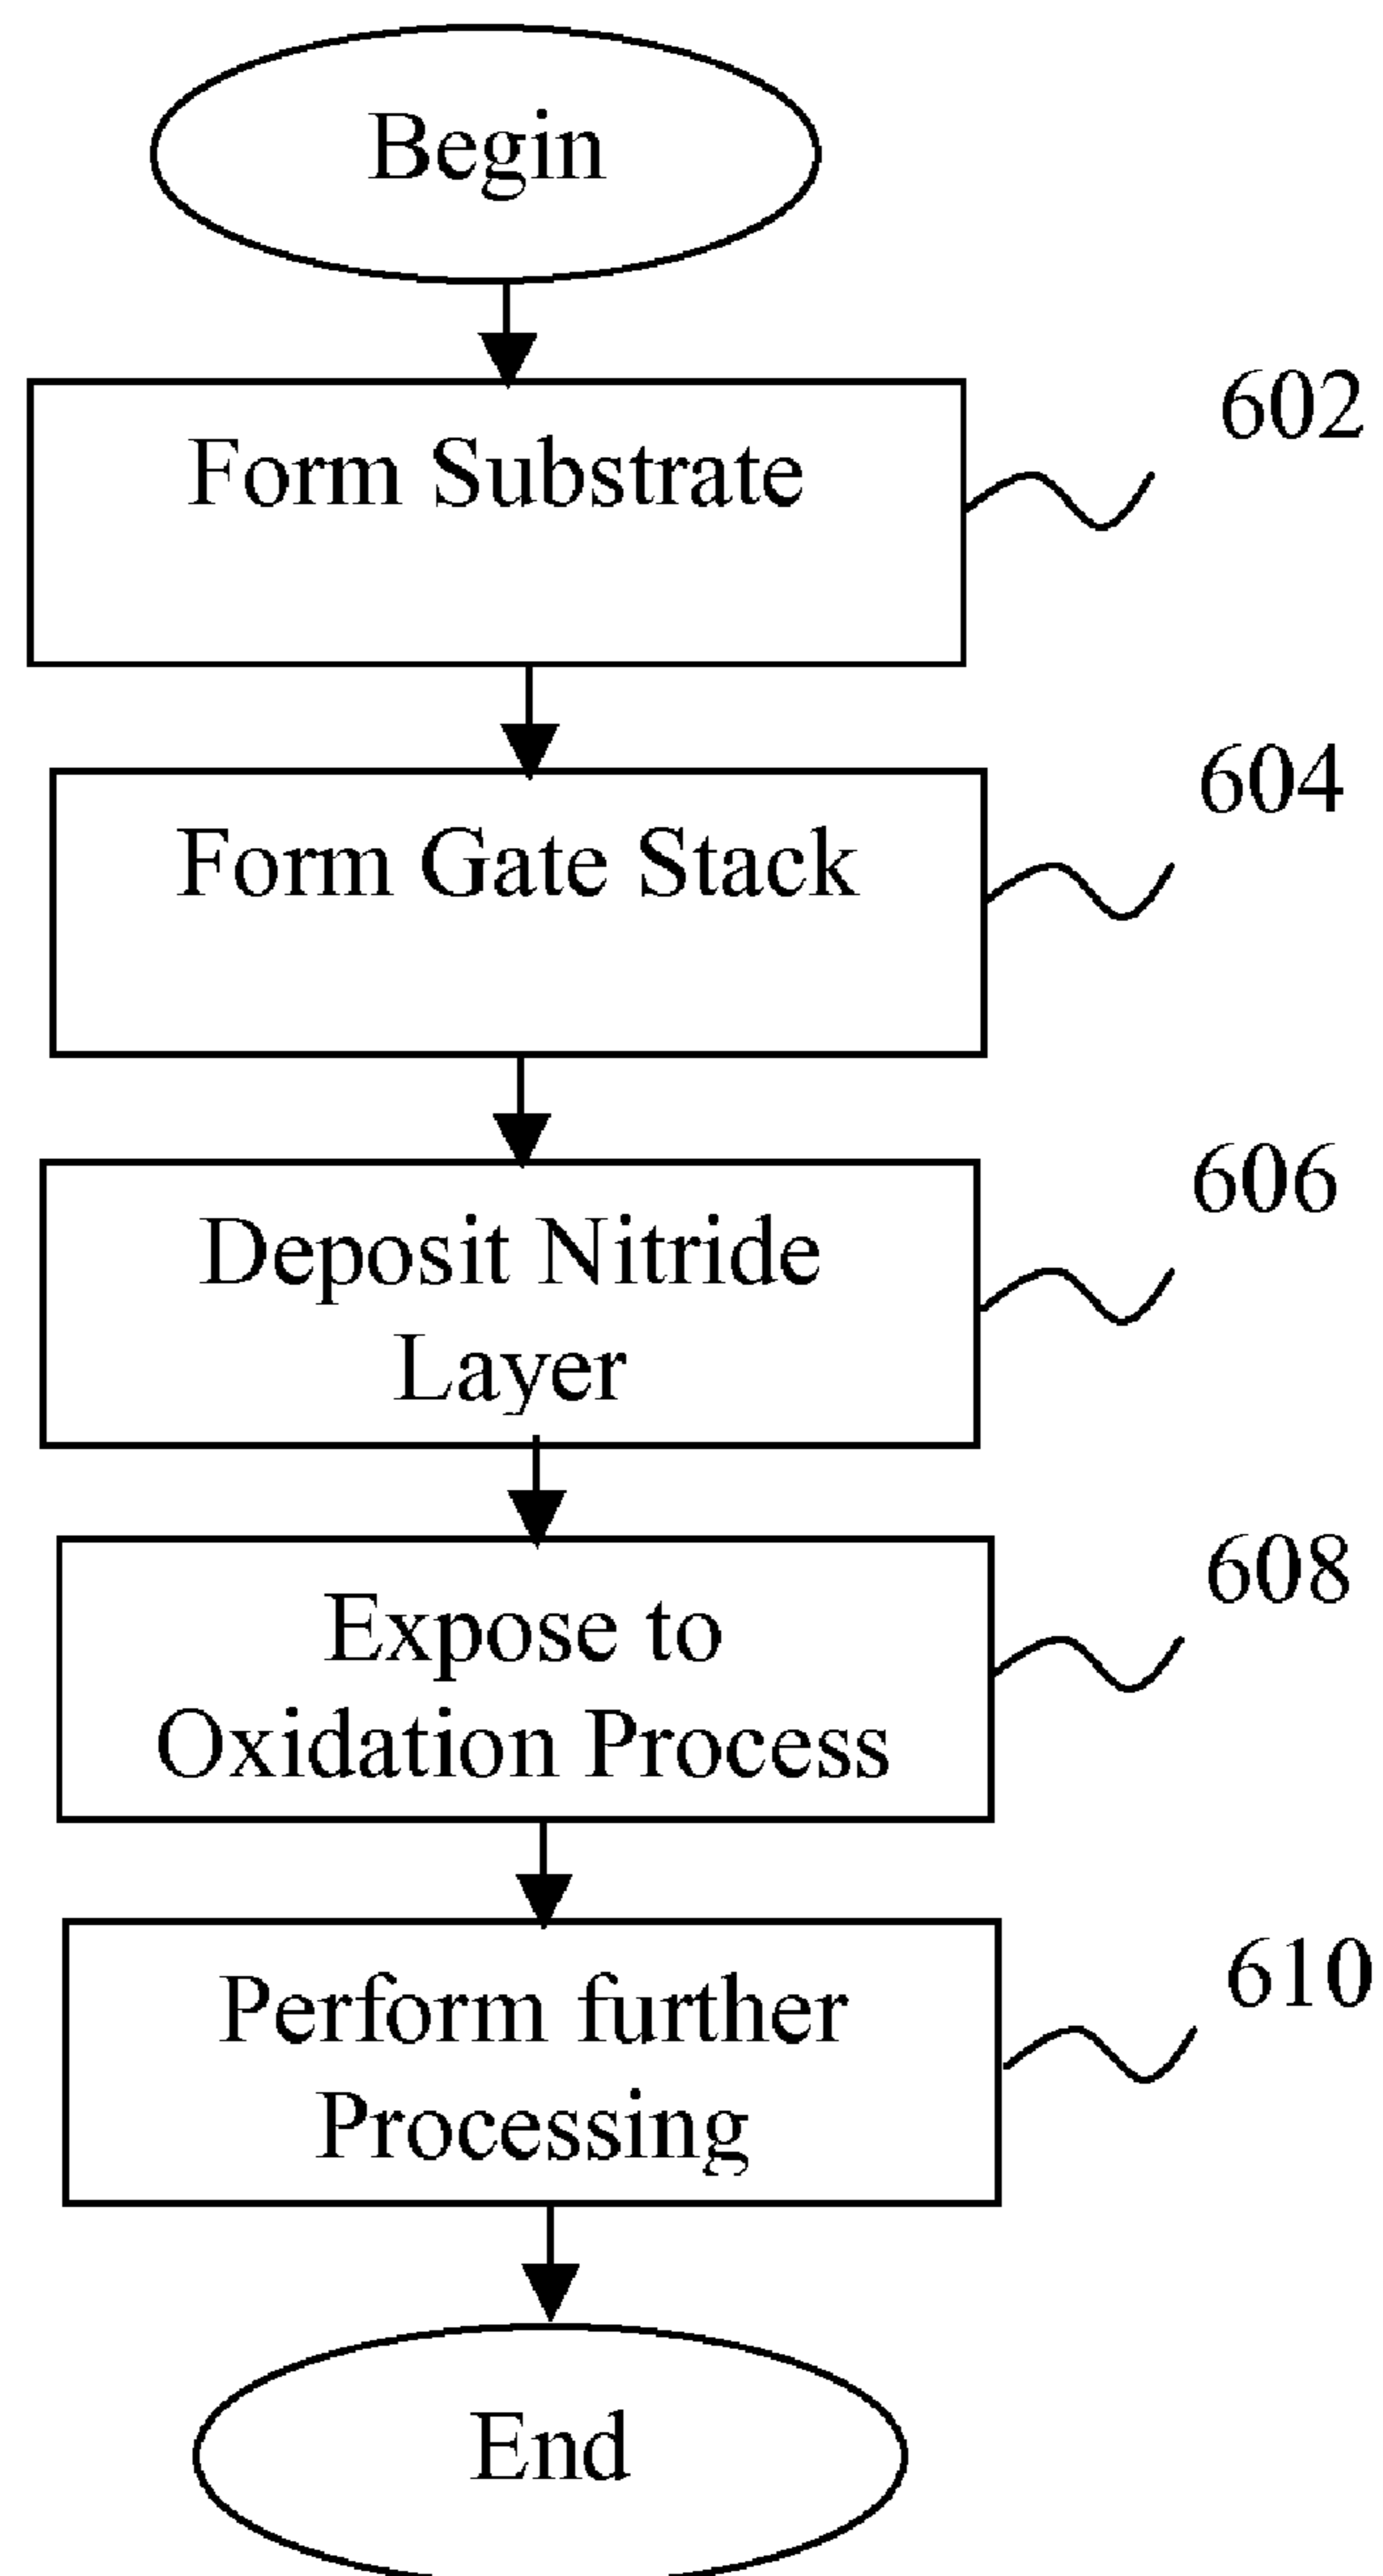 Begin
602
Form Substrate
604
Form Gate Stack
606
Deposit Nitride
Layer
608
Expose to
Oxidation Process
610
Perform further
Processing
End